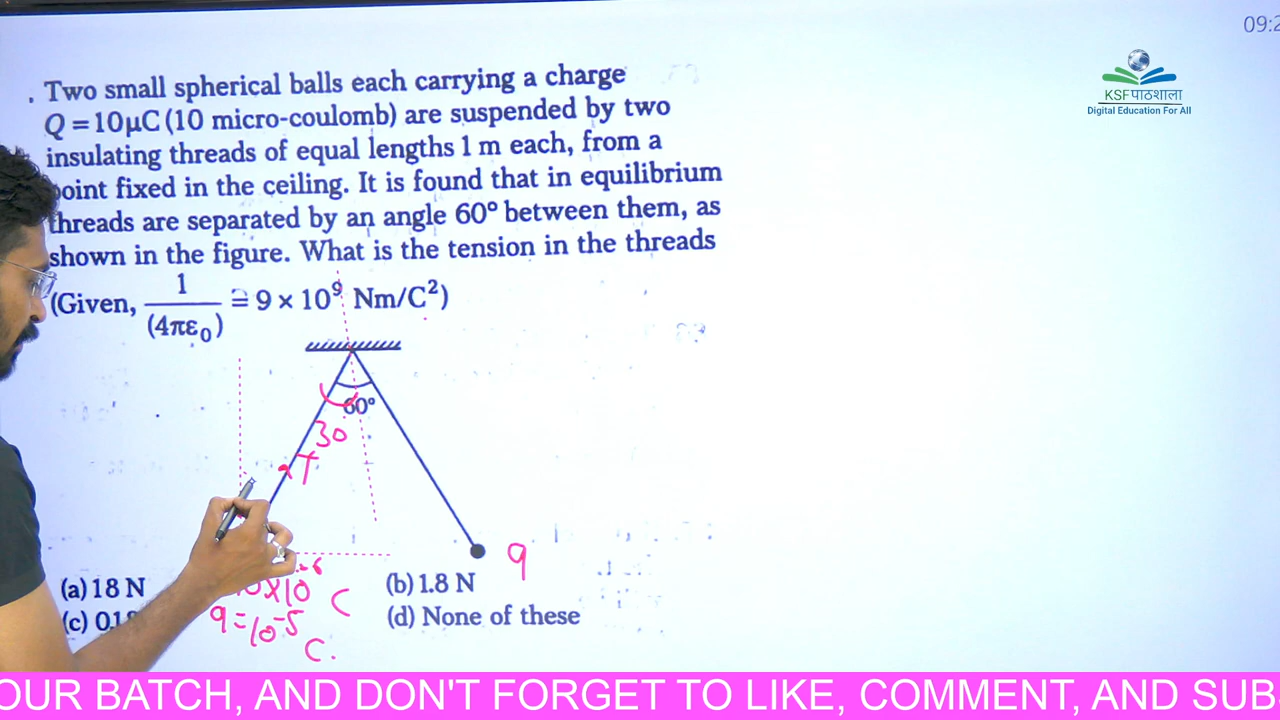 09:2
KSFपाठशाला
Digital Education For All
. Two small spherical balls each carrying a charge
Q = 10μC (10 micro-coulomb) are suspended by two
insulating threads of equal lengths 1 m each, from a
point fixed in the ceiling. It is found that in equilibrium
threads are separated by an angle 60° between them, as
shown in the figure. What is the tension in the threads
(Given, 1/(4πε₀) ≅ 9 × 10⁹ Nm/C²)
60°
30
T
q
(a) 18 N
(b) 1.8 N
(c)
(d) None of these
×10⁻⁶ C
q = 10⁻⁵
C.
OUR BATCH, AND DON'T FORGET TO LIKE, COMMENT, AND SUB